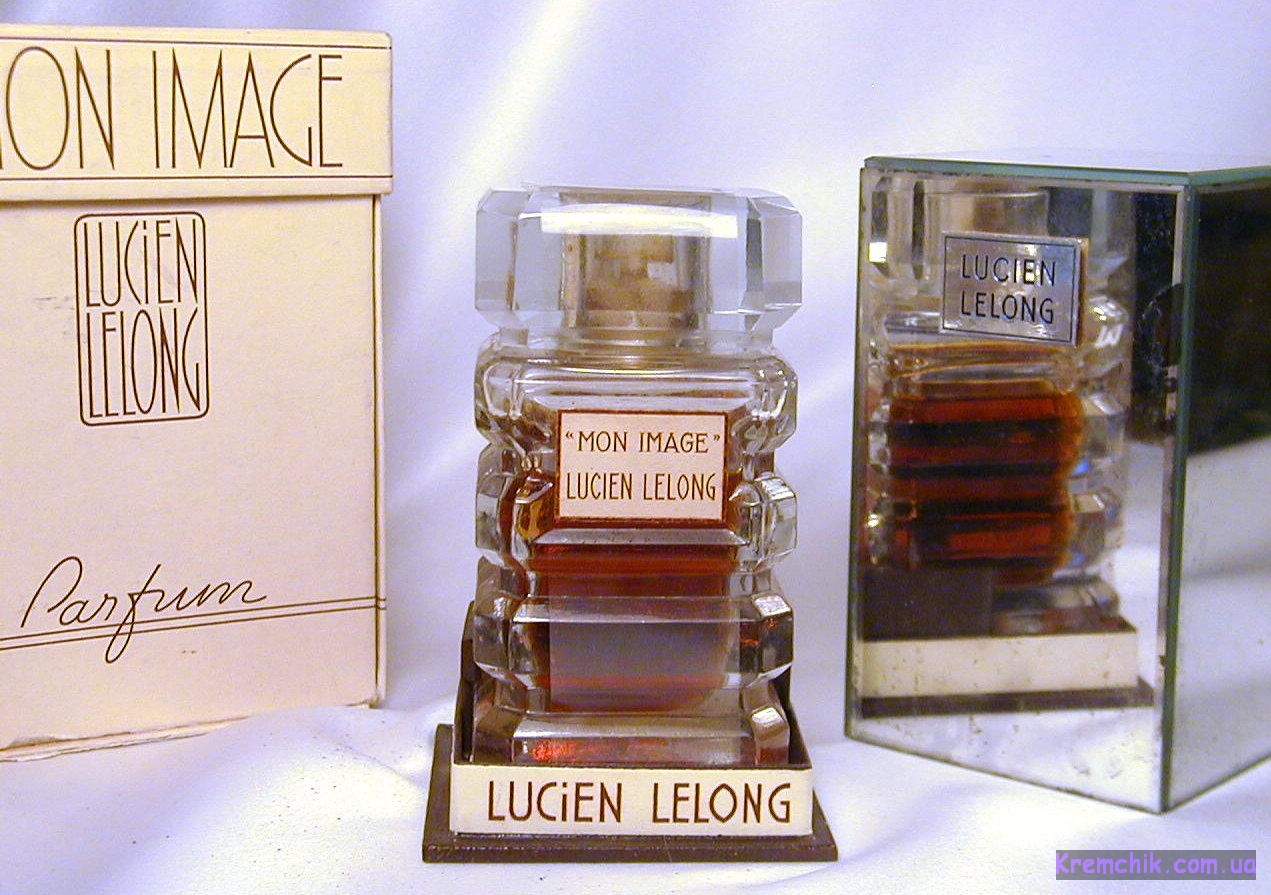 MON IMAGE
LUCiEN
LELONG
Parfum
"MON IMAGE"
LUCIEN LELONG
LUCiEN LELONG
LUCIEN
LELONG
Kremchik.com.ua